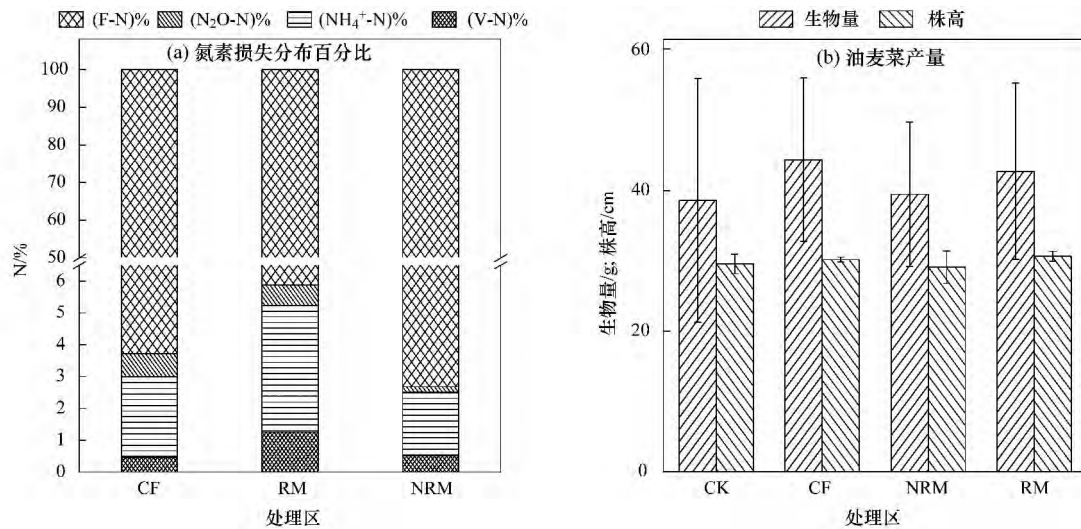 (F-N)% (N₂O-N)% (NH₄⁺-N)% (V-N)%
(a) 氮素损失分布百分比
100
90
80
70
60
50
6
5
4
3
2
1
0
N/%
CF RM NRM
处理区
生物量 株高
(b) 油麦菜产量
60
40
20
0
生物量/g; 株高/cm
CK CF NRM RM
处理区